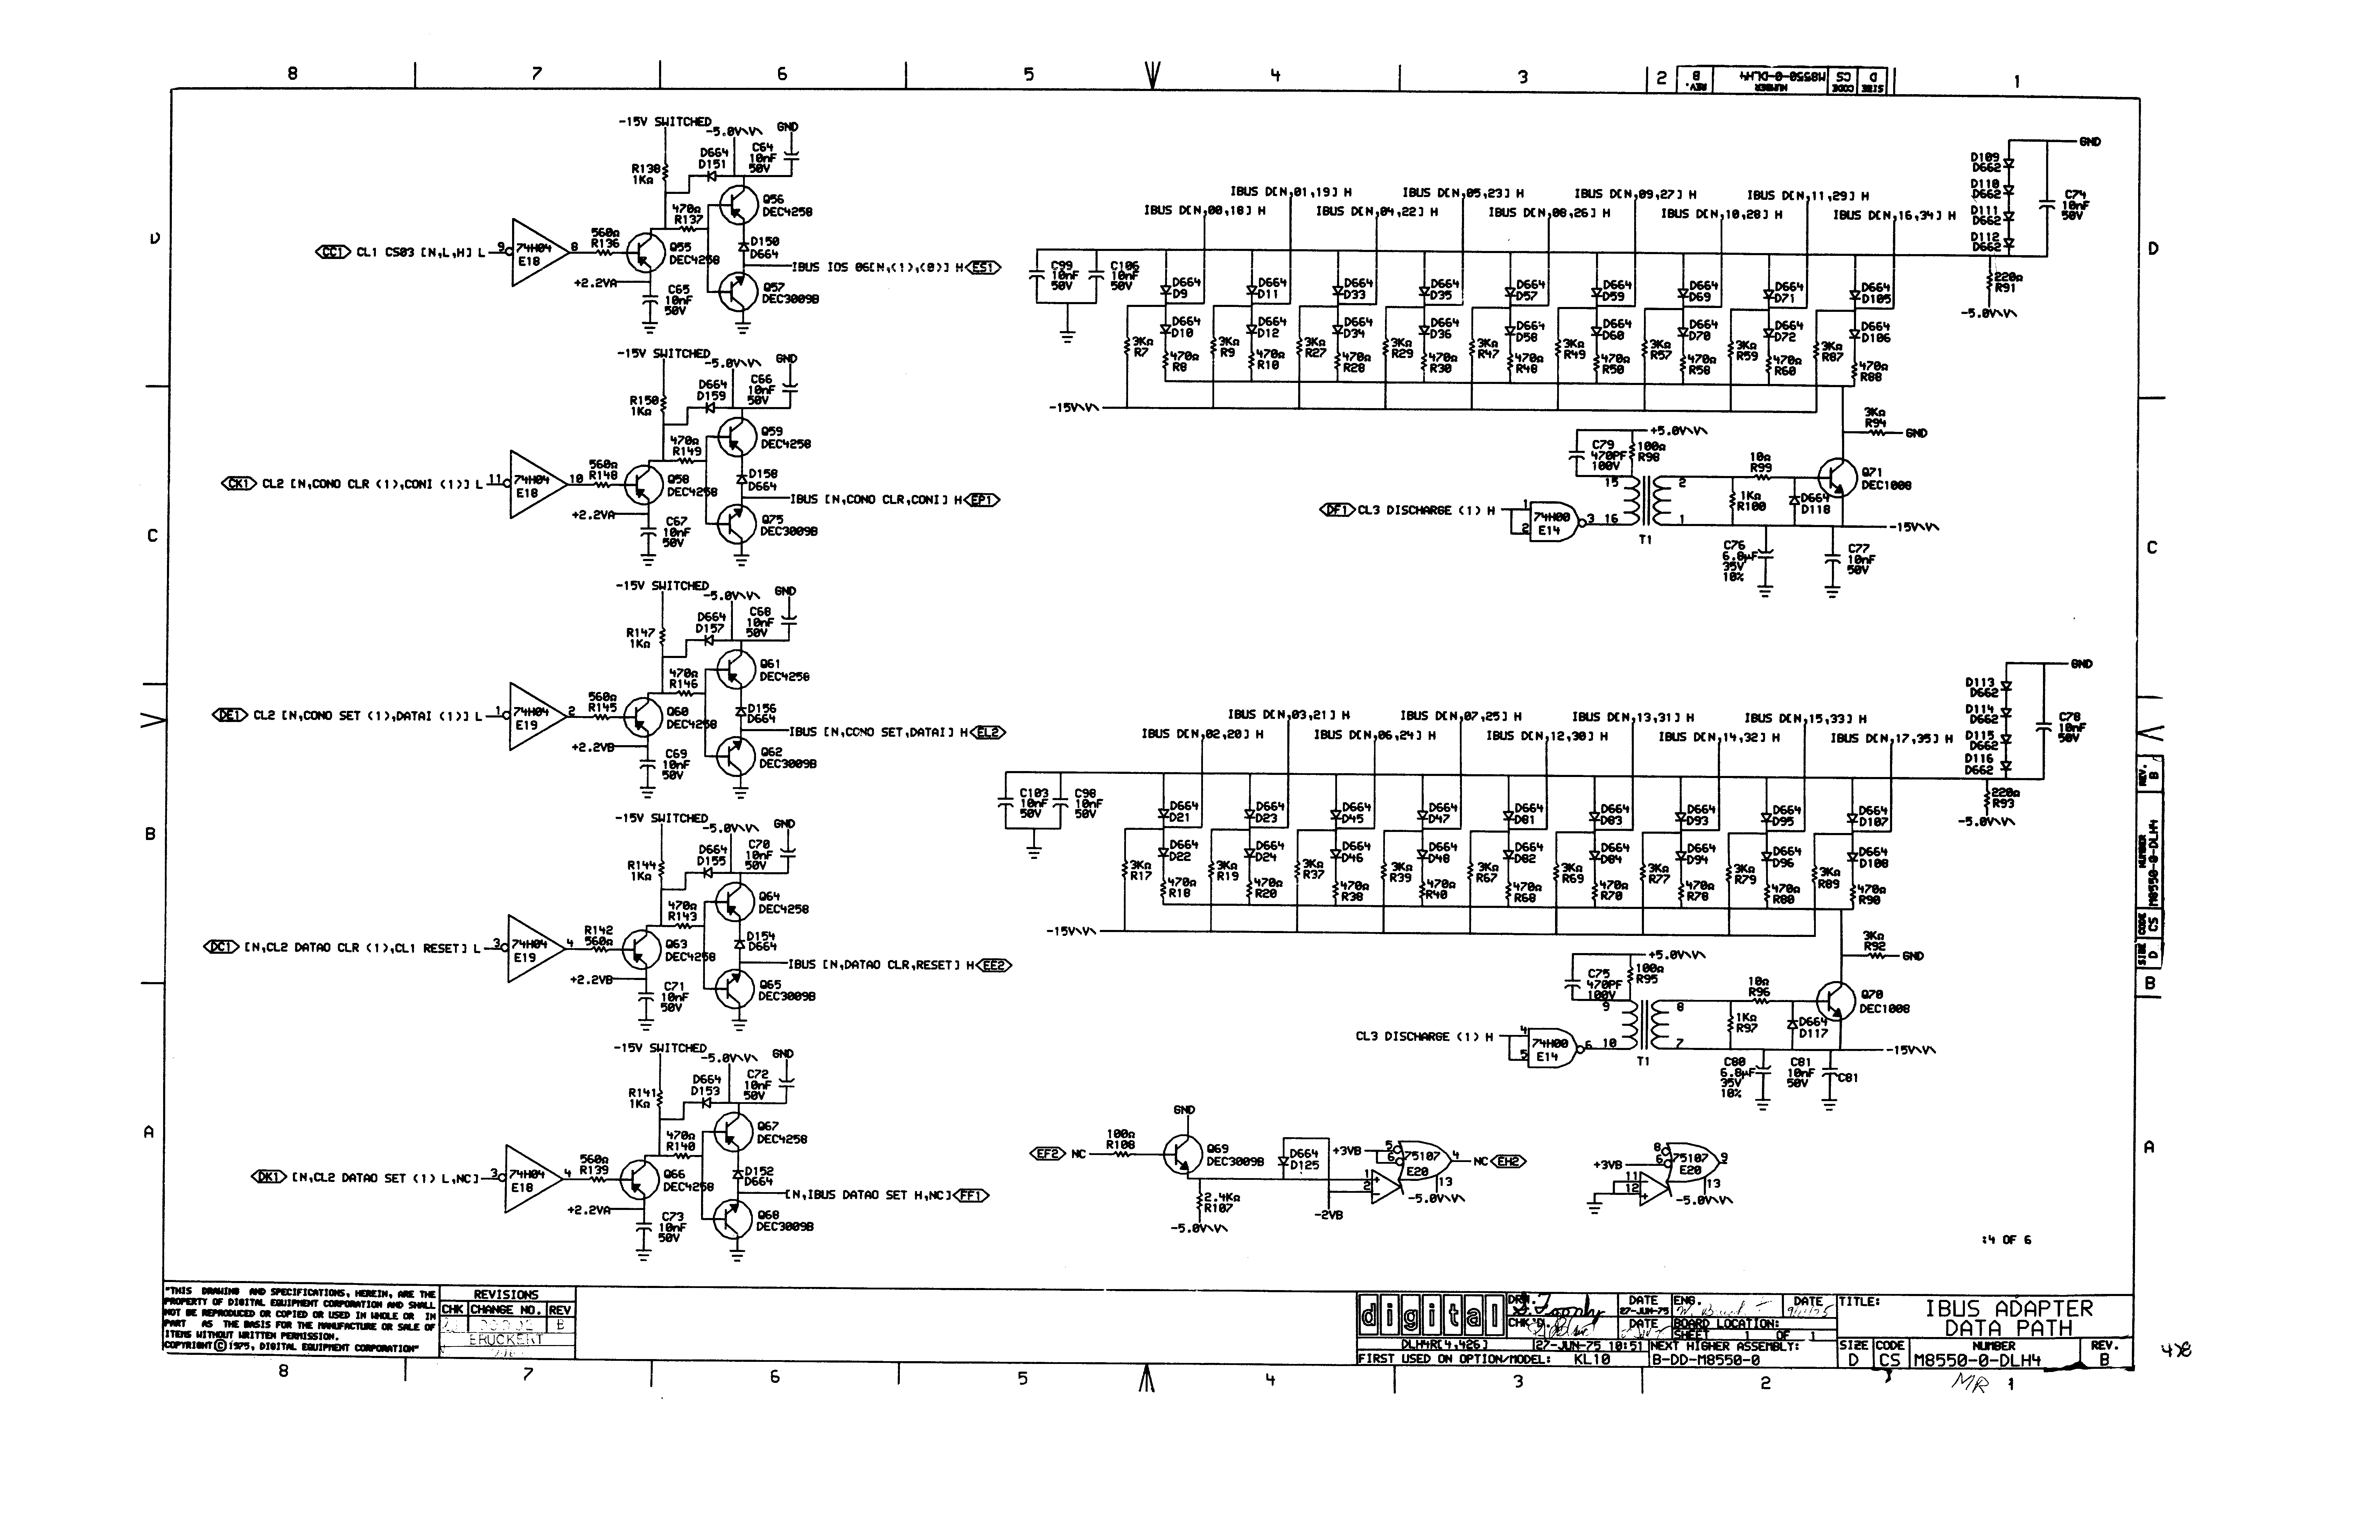 8 7 6 5 4 3 2 1
REV. B
NUMBER M8550-0-DLH4
CODE CS
SIZE D
D
C
B
A
-15V SWITCHED
-5.0V\V\
GND
D664
D151
C64
10nF
50V
R138
1KΩ
470Ω
R137
Q56
DEC4258
560Ω
R136
CC1 CL1 CS03 [N,L,H] L
9
74H04
E18
8
Q55
DEC4258
D150
D664
IBUS IOS 06[N,(1),(0)] H ES1
+2.2VA
C65
10nF
50V
Q57
DEC3009B
-15V SWITCHED
-5.0V\V\
GND
D664
D159
C66
10nF
50V
R150
1KΩ
470Ω
R149
Q59
DEC4258
560Ω
R148
CK1 CL2 [N,CONO CLR (1),CONI (1)] L
11
74H04
E18
10
Q58
DEC4258
D158
D664
IBUS [N,CONO CLR,CONI] H EP1
+2.2VA
C67
10nF
50V
Q75
DEC3009B
-15V SWITCHED
-5.0V\V\
GND
D664
D157
C68
10nF
50V
R147
1KΩ
470Ω
R146
Q61
DEC4258
560Ω
R145
DE1 CL2 [N,CONO SET (1),DATAI (1)] L
1
74H04
E19
2
Q60
DEC4258
D156
D664
IBUS [N,CONO SET,DATAI] H EL2
+2.2VB
C69
10nF
50V
Q62
DEC3009B
-15V SWITCHED
-5.0V\V\
GND
D664
D155
C70
10nF
50V
R144
1KΩ
470Ω
R143
Q64
DEC4258
R142
560Ω
DC1 [N,CL2 DATAO CLR (1),CL1 RESET] L
3
74H04
E19
4
Q63
DEC4258
D154
D664
IBUS [N,DATAO CLR,RESET] H EE2
+2.2VB
C71
10nF
50V
Q65
DEC3009B
-15V SWITCHED
-5.0V\V\
GND
D664
D153
C72
10nF
50V
R141
1KΩ
470Ω
R140
Q67
DEC4258
560Ω
R139
DK1 [N,CL2 DATAO SET (1) L,NC]
3
74H04
E18
4
Q66
DEC4258
D152
D664
[N,IBUS DATAO SET H,NC] FF1
+2.2VA
C73
10nF
50V
Q68
DEC3009B
IBUS D[N,01,19] H IBUS D[N,05,23] H IBUS D[N,09,27] H IBUS D[N,11,29] H
IBUS D[N,00,18] H IBUS D[N,04,22] H IBUS D[N,08,26] H IBUS D[N,10,28] H IBUS D[N,16,34] H
GND
D109
D662
D110
D662
D111
D662
D112
D662
C74
10nF
50V
220Ω
R91
-5.0V\V\
C99
10nF
50V
C106
10nF
50V
D664 D664 D664 D664 D664 D664 D664 D664 D664
D9 D11 D33 D35 D57 D59 D69 D71 D105
D664 D664 D664 D664 D664 D664 D664 D664 D664
D10 D12 D34 D36 D58 D60 D70 D72 D106
3KΩ 3KΩ 3KΩ 3KΩ 3KΩ 3KΩ 3KΩ 3KΩ 3KΩ
R7 R9 R27 R29 R47 R49 R57 R59 R87
470Ω 470Ω 470Ω 470Ω 470Ω 470Ω 470Ω 470Ω 470Ω
R8 R10 R28 R30 R48 R50 R58 R60 R88
-15V\V\
3KΩ
R94
GND
+5.0V\V\
C79
470PF
100V
100Ω
R98
10Ω
R99
Q71
DEC1008
15 2
DF1 CL3 DISCHARGE (1) H
1
2
74H00
E14
3
16 1
T1
1KΩ
R100
D664
D118
-15V\V\
C76
6.8µF
35V
10%
C77
10nF
50V
IBUS D[N,03,21] H IBUS D[N,07,25] H IBUS D[N,13,31] H IBUS D[N,15,33] H
IBUS D[N,02,20] H IBUS D[N,06,24] H IBUS D[N,12,30] H IBUS D[N,14,32] H IBUS D[N,17,35] H
GND
D113
D662
D114
D662
D115
D662
D116
D662
C78
10nF
50V
220Ω
R93
-5.0V\V\
C103
10nF
50V
C98
10nF
50V
D664 D664 D664 D664 D664 D664 D664 D664 D664
D21 D23 D45 D47 D81 D83 D93 D95 D107
D664 D664 D664 D664 D664 D664 D664 D664 D664
D22 D24 D46 D48 D82 D84 D94 D96 D108
3KΩ 3KΩ 3KΩ 3KΩ 3KΩ 3KΩ 3KΩ 3KΩ 3KΩ
R17 R19 R37 R39 R67 R69 R77 R79 R89
470Ω 470Ω 470Ω 470Ω 470Ω 470Ω 470Ω 470Ω 470Ω
R18 R20 R38 R40 R68 R70 R78 R80 R90
-15V\V\
3KΩ
R92
GND
+5.0V\V\
C75
470PF
100V
100Ω
R95
10Ω
R96
Q70
DEC1008
9 8
CL3 DISCHARGE (1) H
4
5
74H00
E14
6
10 7
T1
1KΩ
R97
D664
D117
-15V\V\
C80
6.8µF
35V
10%
C81
10nF
50V
C81
GND
EF2 NC
100Ω
R108
Q69
DEC3009B
2.4KΩ
R107
-5.0V\V\
D664
D125
-2VB
+3VB
5
6
75107
E20
4
NC EH2
1
2
13
-5.0V\V\
+3VB
8
6
75107
E20
9
11
12
13
-5.0V\V\
:4 OF 6
D
C
B
A
REV. B
NUMBER M8550-0-DLH4
SIZE CODE
D CS
"THIS DRAWING AND SPECIFICATIONS, HEREIN, ARE THE
PROPERTY OF DIGITAL EQUIPMENT CORPORATION AND SHALL
NOT BE REPRODUCED OR COPIED OR USED IN WHOLE OR IN
PART AS THE BASIS FOR THE MANUFACTURE OR SALE OF
ITEMS WITHOUT WRITTEN PERMISSION.
COPYRIGHT © 1975, DIGITAL EQUIPMENT CORPORATION"
REVISIONS
CHK CHANGE NO. REV
B
BRUCKERT
digital
DRN.
DATE
27-JUN-75
ENG.
DATE
CHK'D.
DATE
BOARD LOCATION:
SHEET 1 OF 1
DLH4R[4,426]
27-JUN-75 10:51
NEXT HIGHER ASSEMBLY:
FIRST USED ON OPTION/MODEL: KL10
B-DD-M8550-0
TITLE:
IBUS ADAPTER
DATA PATH
SIZE CODE NUMBER REV.
D CS M8550-0-DLH4 B
MR
8 7 6 5 4 3 2 1